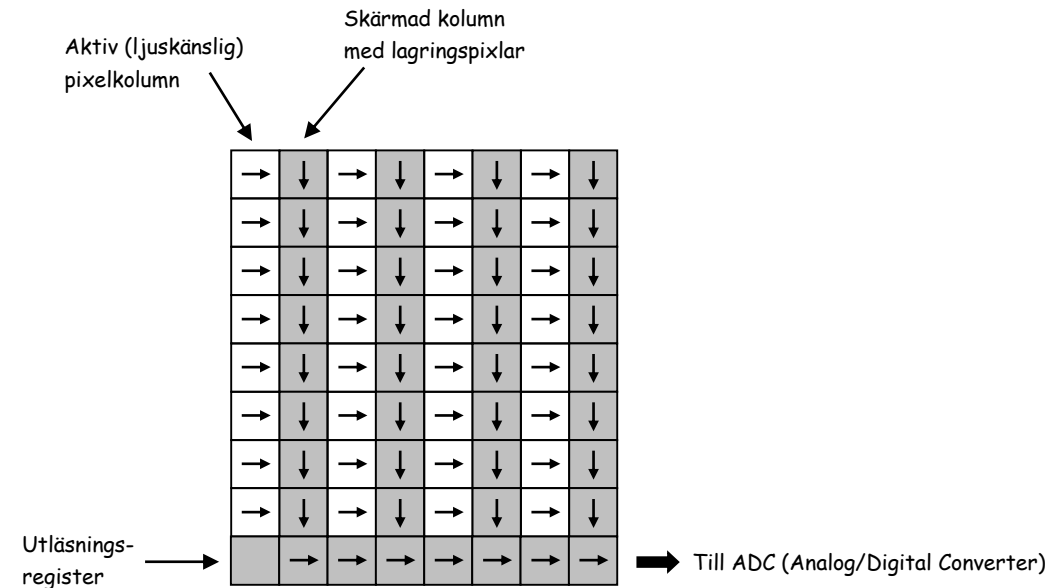 Skärmad kolumn
med lagringspixlar
Aktiv (ljuskänslig)
pixelkolumn
Utläsnings-
register
Till ADC (Analog/Digital Converter)